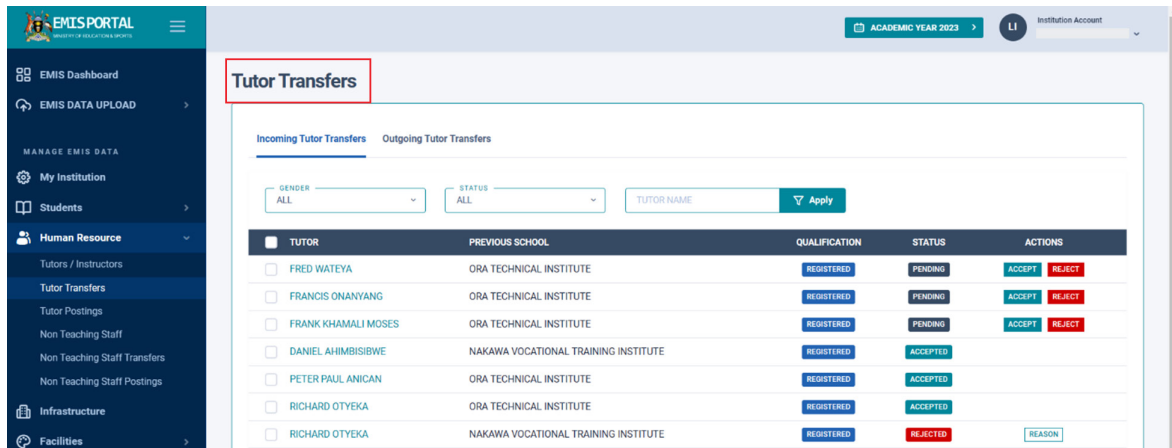 EMIS PORTAL
MINISTRY OF EDUCATION & SPORTS
ACADEMIC YEAR 2023
LI
Institution Account
EMIS Dashboard
EMIS DATA UPLOAD
MANAGE EMIS DATA
My Institution
Students
Human Resource
Tutors / Instructors
Tutor Transfers
Tutor Postings
Non Teaching Staff
Non Teaching Staff Transfers
Non Teaching Staff Postings
Infrastructure
Facilities
Tutor Transfers
Incoming Tutor Transfers Outgoing Tutor Transfers
GENDER STATUS
ALL ALL TUTOR NAME Apply
TUTOR PREVIOUS SCHOOL QUALIFICATION STATUS ACTIONS
FRED WATEYA ORA TECHNICAL INSTITUTE REGISTERED PENDING ACCEPT REJECT
FRANCIS ONANYANG ORA TECHNICAL INSTITUTE REGISTERED PENDING ACCEPT REJECT
FRANK KHAMALI MOSES ORA TECHNICAL INSTITUTE REGISTERED PENDING ACCEPT REJECT
DANIEL AHIMBISIBWE NAKAWA VOCATIONAL TRAINING INSTITUTE REGISTERED ACCEPTED
PETER PAUL ANICAN ORA TECHNICAL INSTITUTE REGISTERED ACCEPTED
RICHARD OTYEKA ORA TECHNICAL INSTITUTE REGISTERED ACCEPTED
RICHARD OTYEKA NAKAWA VOCATIONAL TRAINING INSTITUTE REGISTERED REJECTED REASON